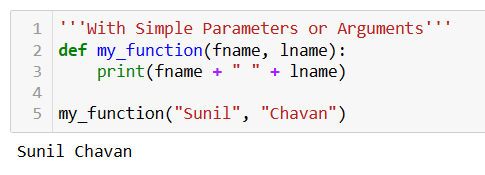 1 '''With Simple Parameters or Arguments'''
2 def my_function(fname, lname):
3     print(fname + " " + lname)
4
5 my_function("Sunil", "Chavan")
Sunil Chavan